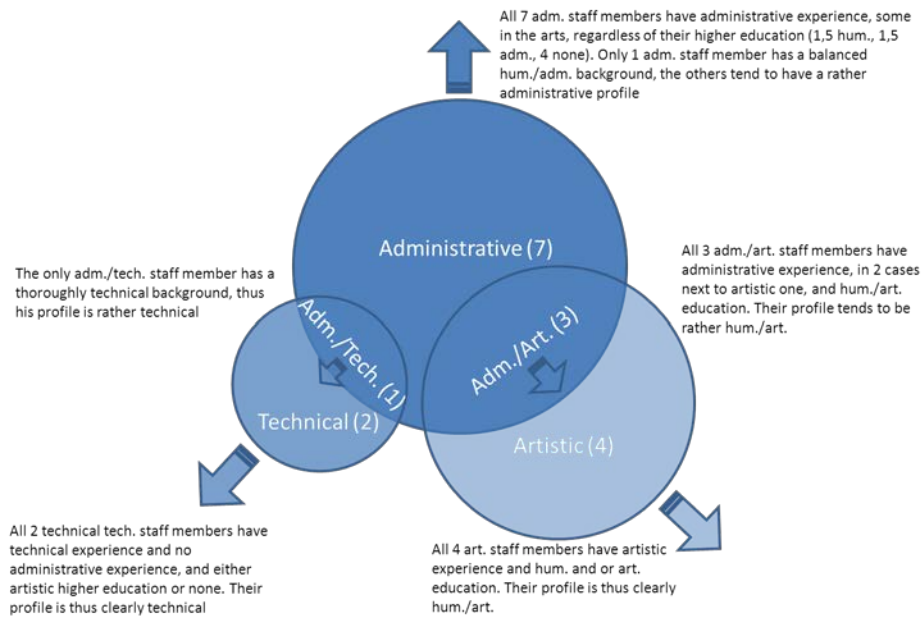 All 7 adm. staff members have administrative experience, some
in the arts, regardless of their higher education (1,5 hum., 1,5
adm., 4 none). Only 1 adm. staff member has a balanced
hum./adm. background, the others tend to have a rather
administrative profile
Administrative (7)
All 3 adm./art. staff members have
administrative experience, in 2 cases
next to artistic one, and hum./art.
education. Their profile tends to be
rather hum./art.
The only adm./tech. staff member has a
thoroughly technical background, thus
his profile is rather technical
Adm./Tech. (1)
Adm./Art. (3)
Technical (2)
Artistic (4)
All 2 technical tech. staff members have
technical experience and no
administrative experience, and either
artistic higher education or none. Their
profile is thus clearly technical
All 4 art. staff members have artistic
experience and hum. and or art.
education. Their profile is thus clearly
hum./art.